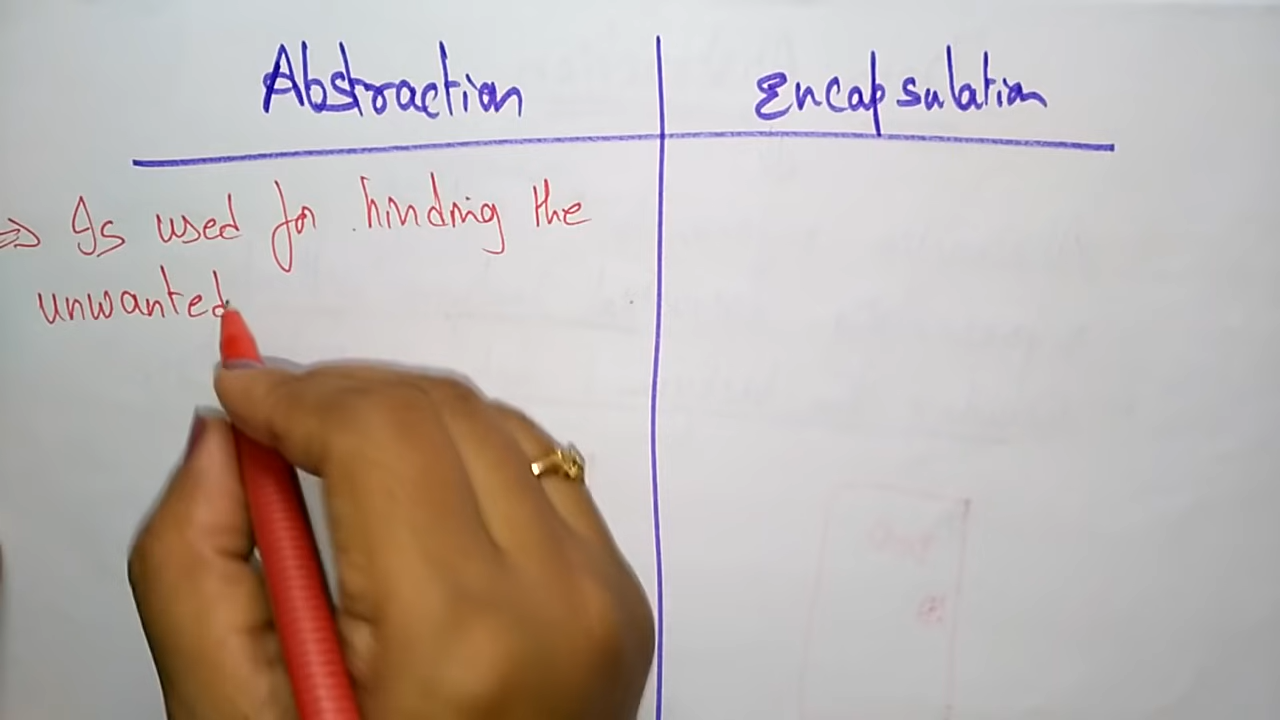 Abstraction
Encapsulation
⇒ Is used for hinding the
unwanted